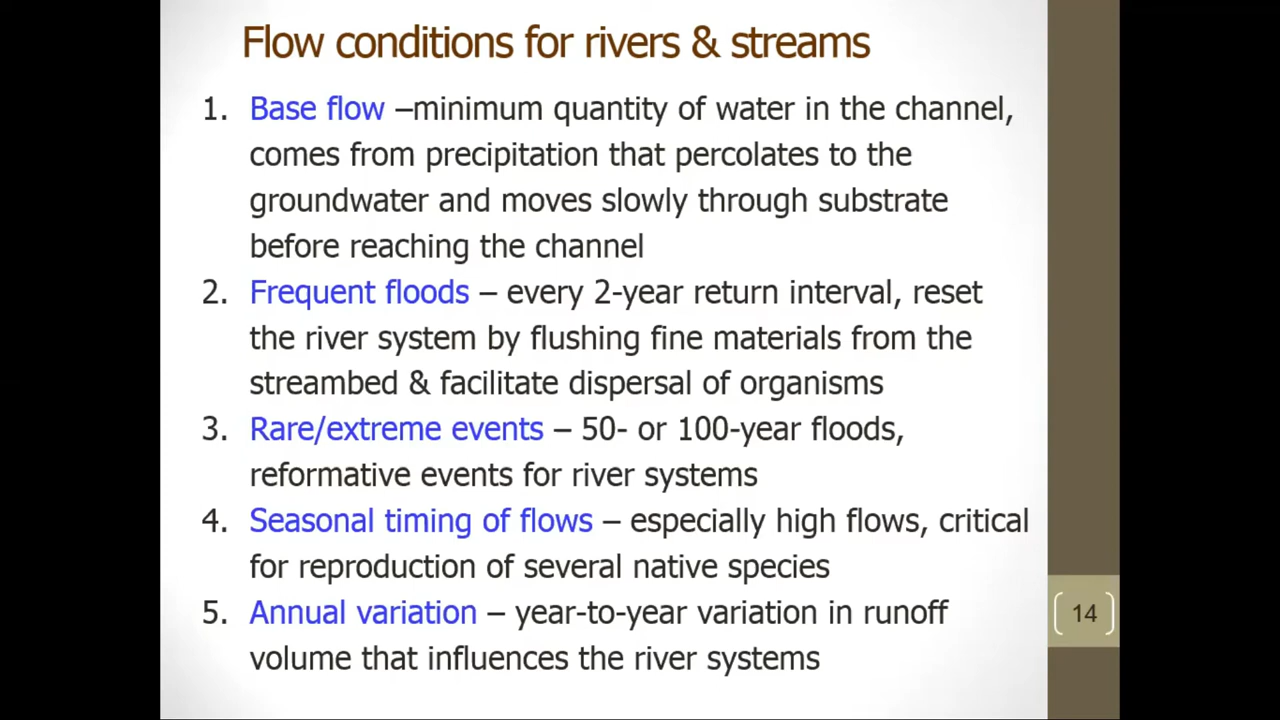 Flow conditions for rivers & streams
1. Base flow –minimum quantity of water in the channel,
comes from precipitation that percolates to the
groundwater and moves slowly through substrate
before reaching the channel
2. Frequent floods – every 2-year return interval, reset
the river system by flushing fine materials from the
streambed & facilitate dispersal of organisms
3. Rare/extreme events – 50- or 100-year floods,
reformative events for river systems
4. Seasonal timing of flows – especially high flows, critical
for reproduction of several native species
5. Annual variation – year-to-year variation in runoff
volume that influences the river systems
14